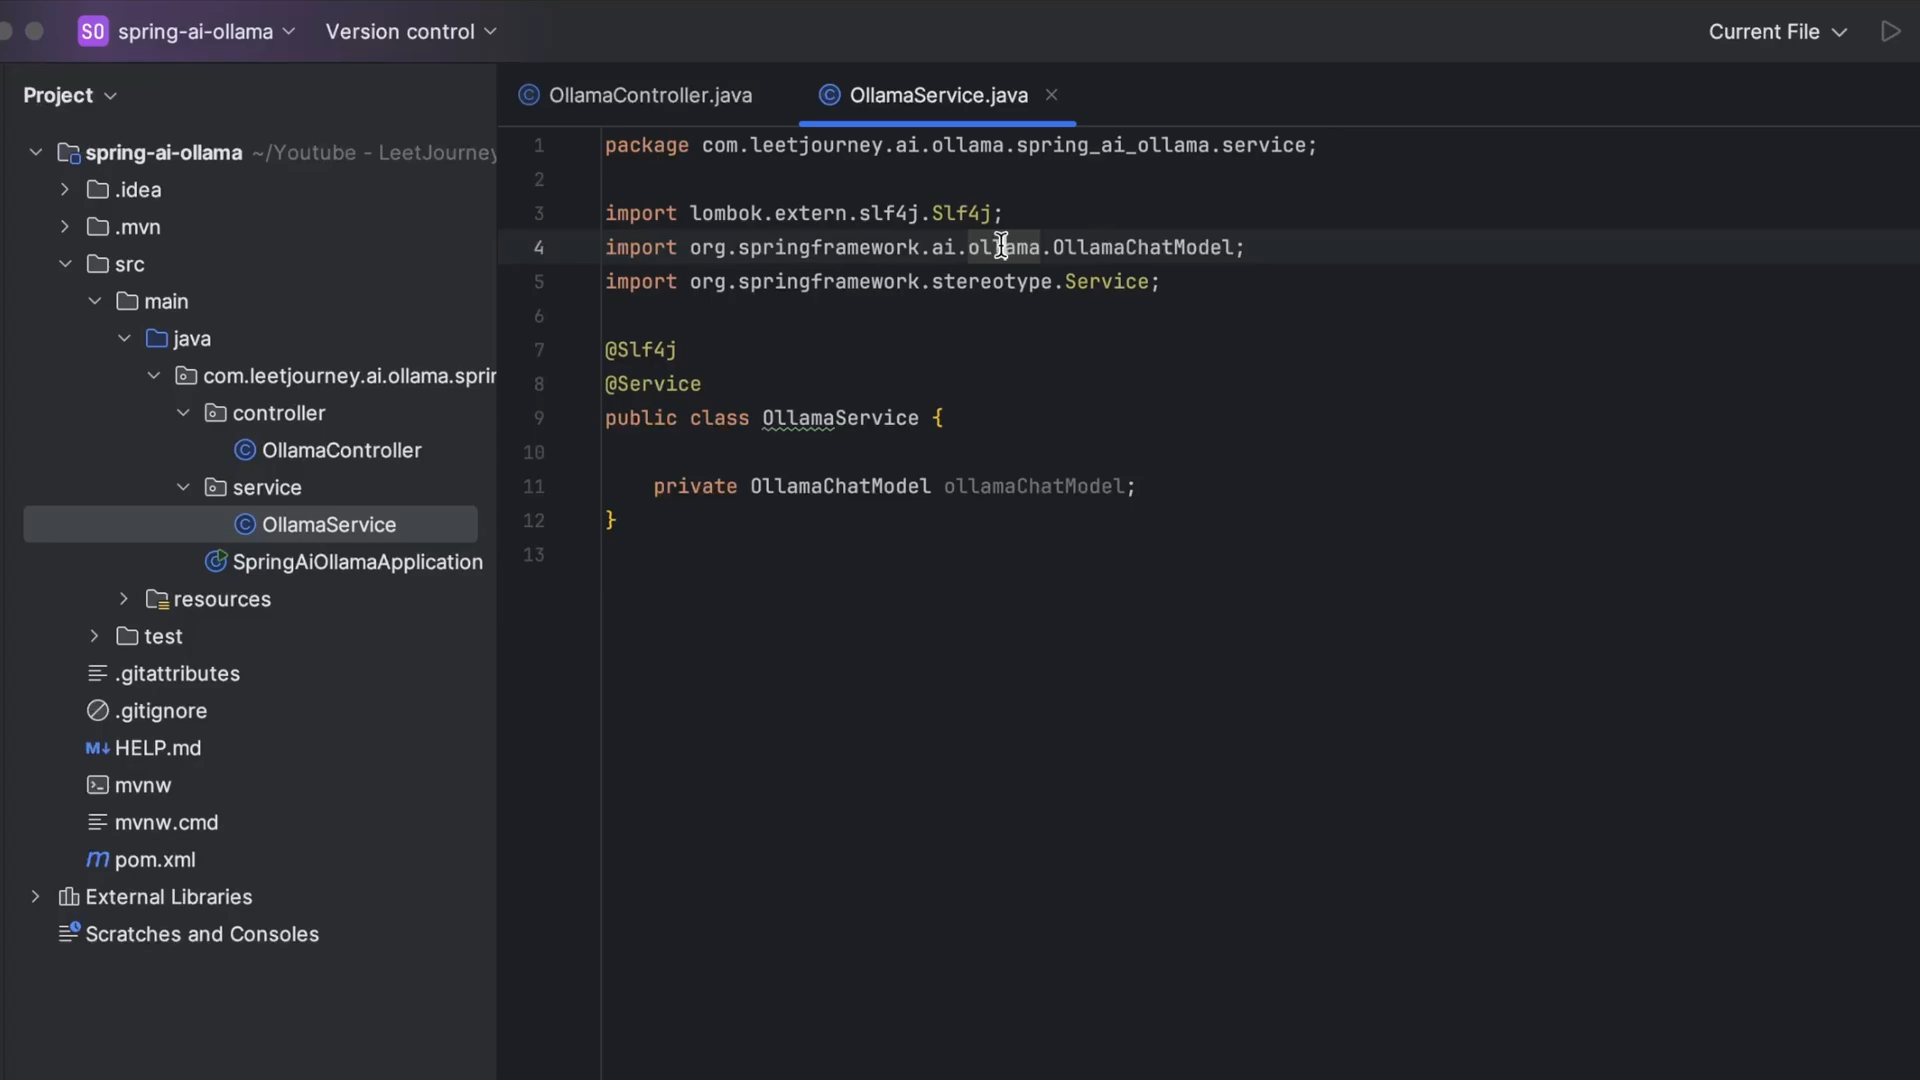 SO spring-ai-ollama Version control Current File
Project
spring-ai-ollama ~/Youtube - LeetJourney
.idea
.mvn
src
main
java
com.leetjourney.ai.ollama.sprin
controller
OllamaController
service
OllamaService
SpringAiOllamaApplication
resources
test
.gitattributes
.gitignore
M↓ HELP.md
mvnw
mvnw.cmd
m pom.xml
External Libraries
Scratches and Consoles
OllamaController.java OllamaService.java
1 package com.leetjourney.ai.ollama.spring_ai_ollama.service;
2
3 import lombok.extern.slf4j.Slf4j;
4 import org.springframework.ai.ollama.OllamaChatModel;
5 import org.springframework.stereotype.Service;
6
7 @Slf4j
8 @Service
9 public class OllamaService {
10
11 private OllamaChatModel ollamaChatModel;
12 }
13